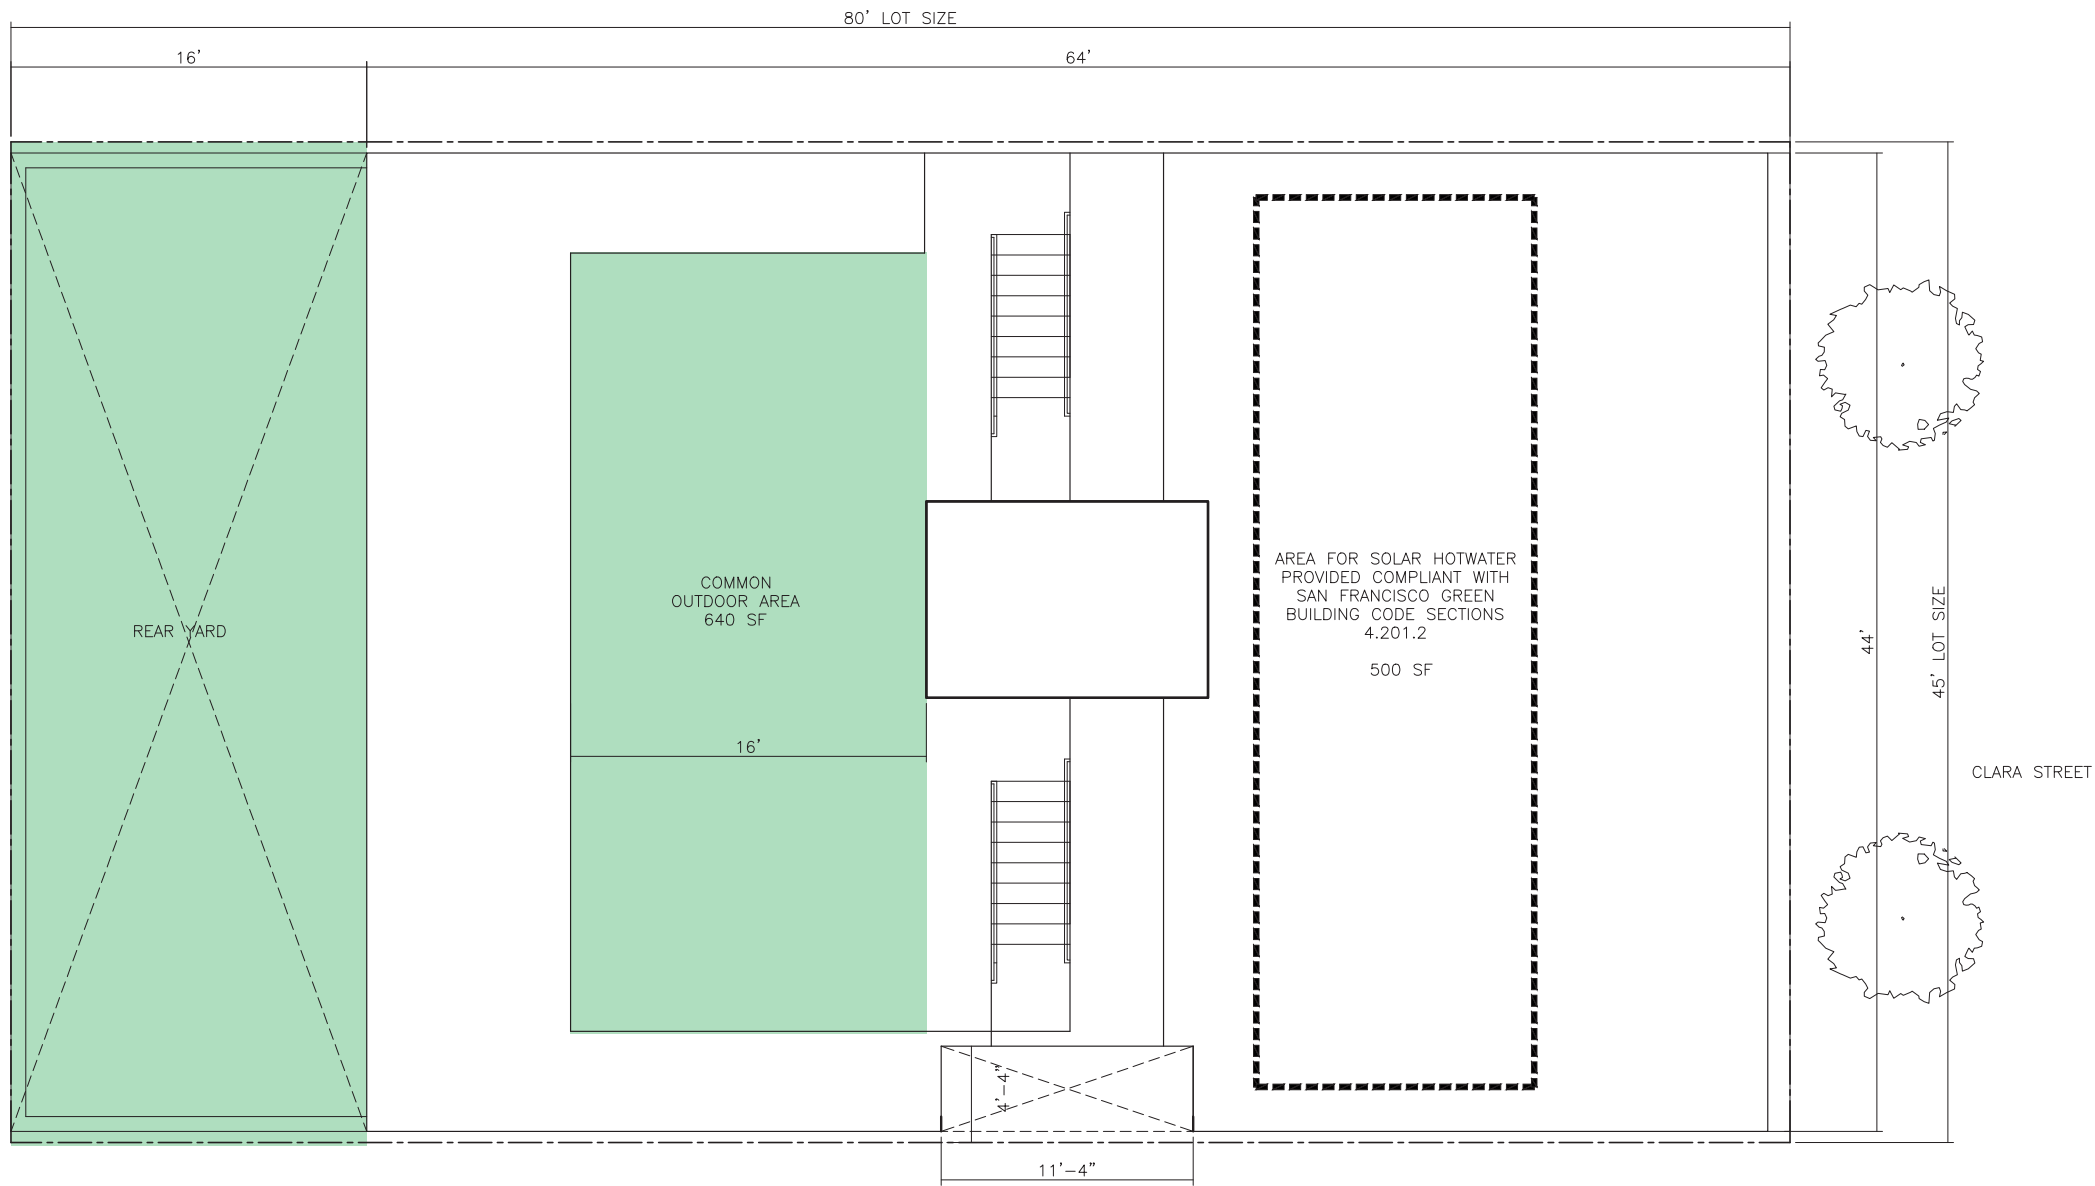 80' LOT SIZE
16'
64'
COMMON
OUTDOOR AREA
640 SF
REAR YARD
16'
AREA FOR SOLAR HOTWATER
PROVIDED COMPLIANT WITH
SAN FRANCISCO GREEN
BUILDING CODE SECTIONS
4.201.2
500 SF
44'
45' LOT SIZE
CLARA STREET
4'-4"
11'-4"